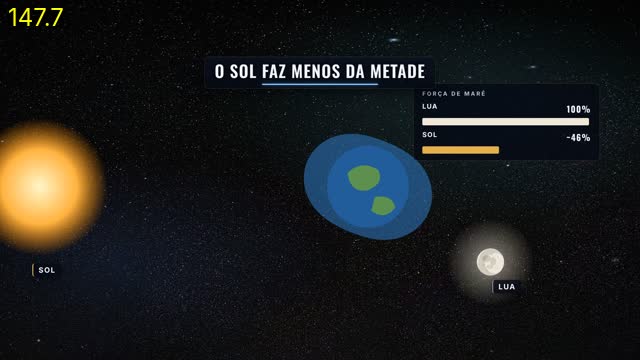 147.7
O SOL FAZ MENOS DA METADE
FORÇA DE MARÉ
LUA 100%
SOL ~46%
SOL
LUA